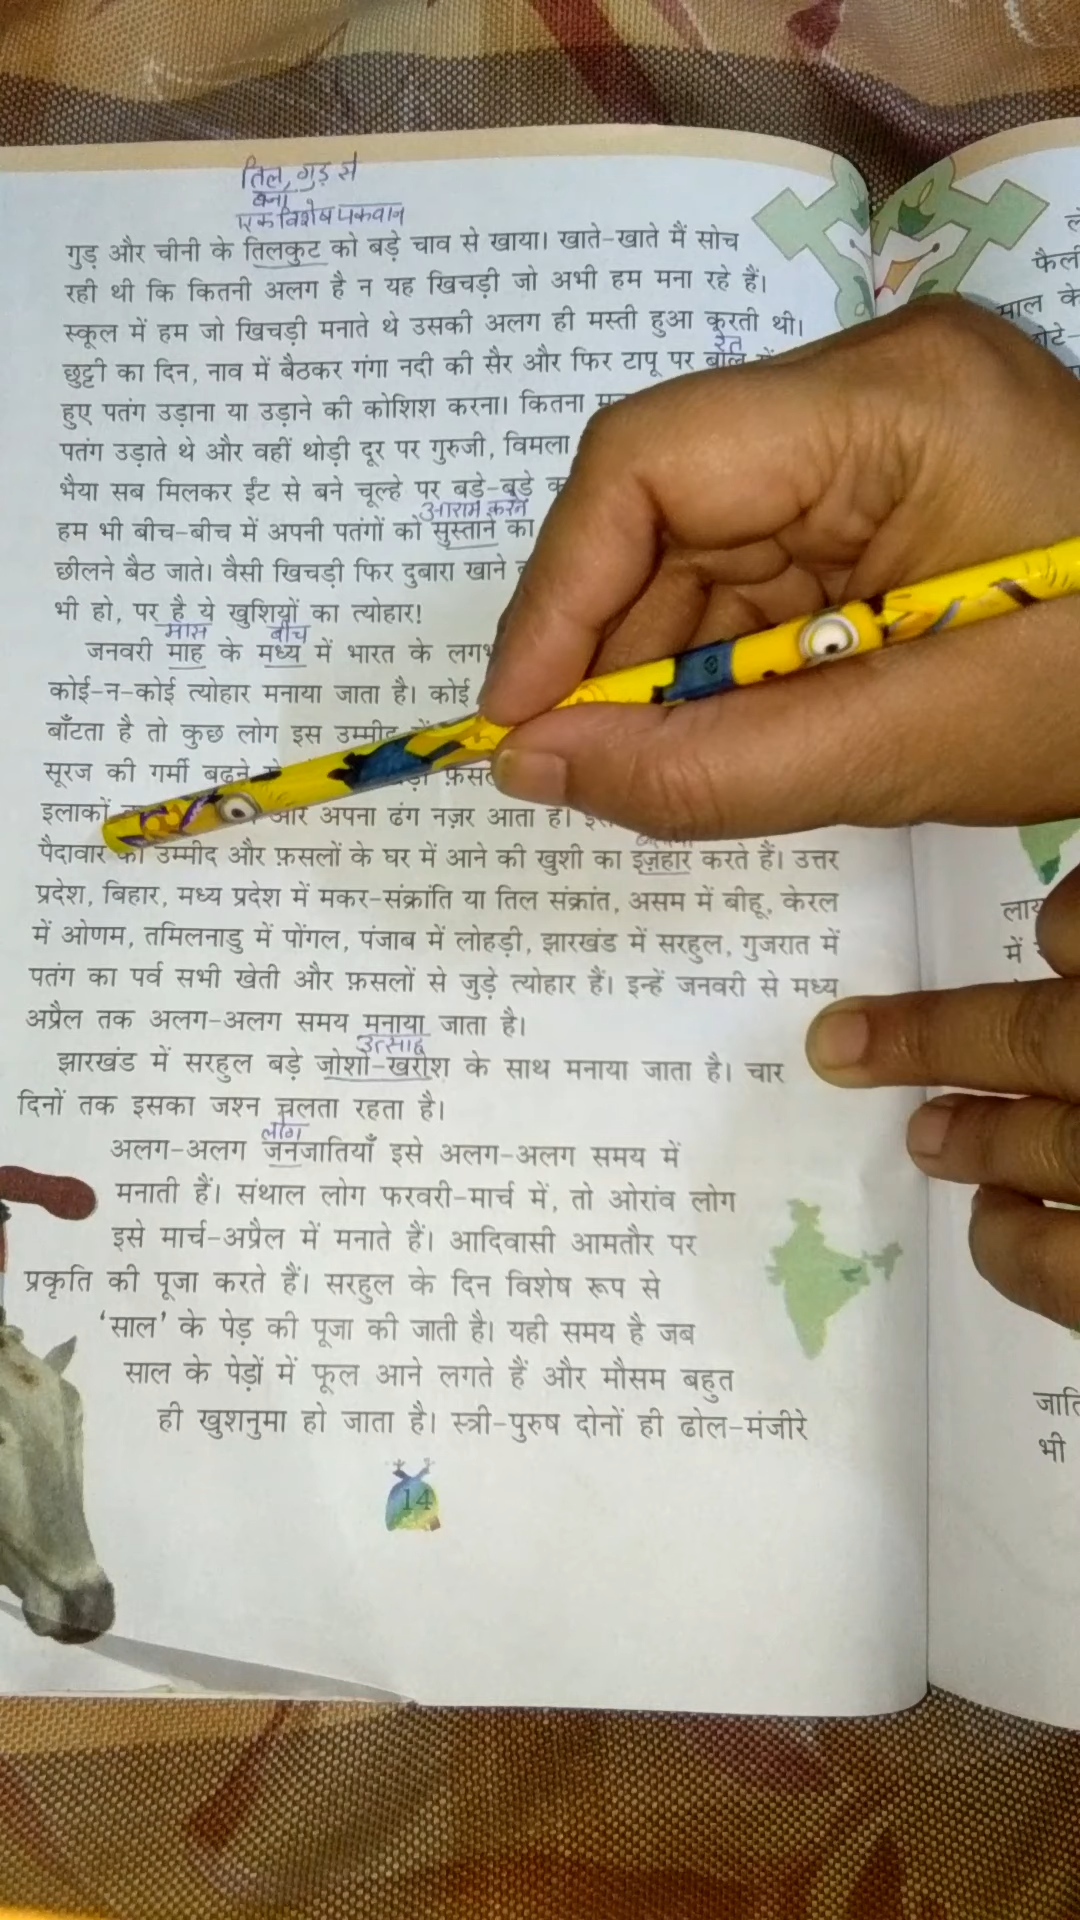 तिल, गुड़ से
बना
एक विशेष पकवान
गुड़ और चीनी के तिलकुट को बड़े चाव से खाया। खाते-खाते मैं सोच
रही थी कि कितनी अलग है न यह खिचड़ी जो अभी हम मना रहे हैं।
स्कूल में हम जो खिचड़ी मनाते थे उसकी अलग ही मस्ती हुआ करती थी।
रेत
छुट्टी का दिन, नाव में बैठकर गंगा नदी की सैर और फिर टापू पर बालू में
हुए पतंग उड़ाना या उड़ाने की कोशिश करना। कितना
पतंग उड़ाते थे और वहीं थोड़ी दूर पर गुरुजी, विमला
भैया सब मिलकर ईंट से बने चूल्हे पर बड़े-बड़े
आराम करने
हम भी बीच-बीच में अपनी पतंगों को सुस्ताने का
छीलने बैठ जाते। वैसी खिचड़ी फिर दुबारा खाने
भी हो, पर है ये खुशियों का त्योहार!
मास बीच
जनवरी माह के मध्य में भारत के
कोई-न-कोई त्योहार मनाया जाता है। कोई
बाँटता है तो कुछ लोग इस उम्मीद में
सूरज की गर्मी बढ़ने
इलाकों और अपना ढंग नज़र आता है।
पैदावार की उम्मीद और फ़सलों के घर में आने की खुशी का इज़हार करते हैं। उत्तर
प्रदेश, बिहार, मध्य प्रदेश में मकर-संक्रांति या तिल संक्रांत, असम में बीहू, केरल
में ओणम, तमिलनाडु में पोंगल, पंजाब में लोहड़ी, झारखंड में सरहुल, गुजरात में
पतंग का पर्व सभी खेती और फ़सलों से जुड़े त्योहार हैं। इन्हें जनवरी से मध्य
अप्रैल तक अलग-अलग समय मनाया जाता है।
उत्साह
झारखंड में सरहुल बड़े जोशो-खरोश के साथ मनाया जाता है। चार
दिनों तक इसका जश्न चलता रहता है।
लोग
अलग-अलग जनजातियाँ इसे अलग-अलग समय में
मनाती हैं। संथाल लोग फरवरी-मार्च में, तो ओरांव लोग
इसे मार्च-अप्रैल में मनाते हैं। आदिवासी आमतौर पर
प्रकृति की पूजा करते हैं। सरहुल के दिन विशेष रूप से
‘साल’ के पेड़ की पूजा की जाती है। यही समय है जब
साल के पेड़ों में फूल आने लगते हैं और मौसम बहुत
ही खुशनुमा हो जाता है। स्त्री-पुरुष दोनों ही ढोल-मंजीरे
14
फैली
माल के
में
भी